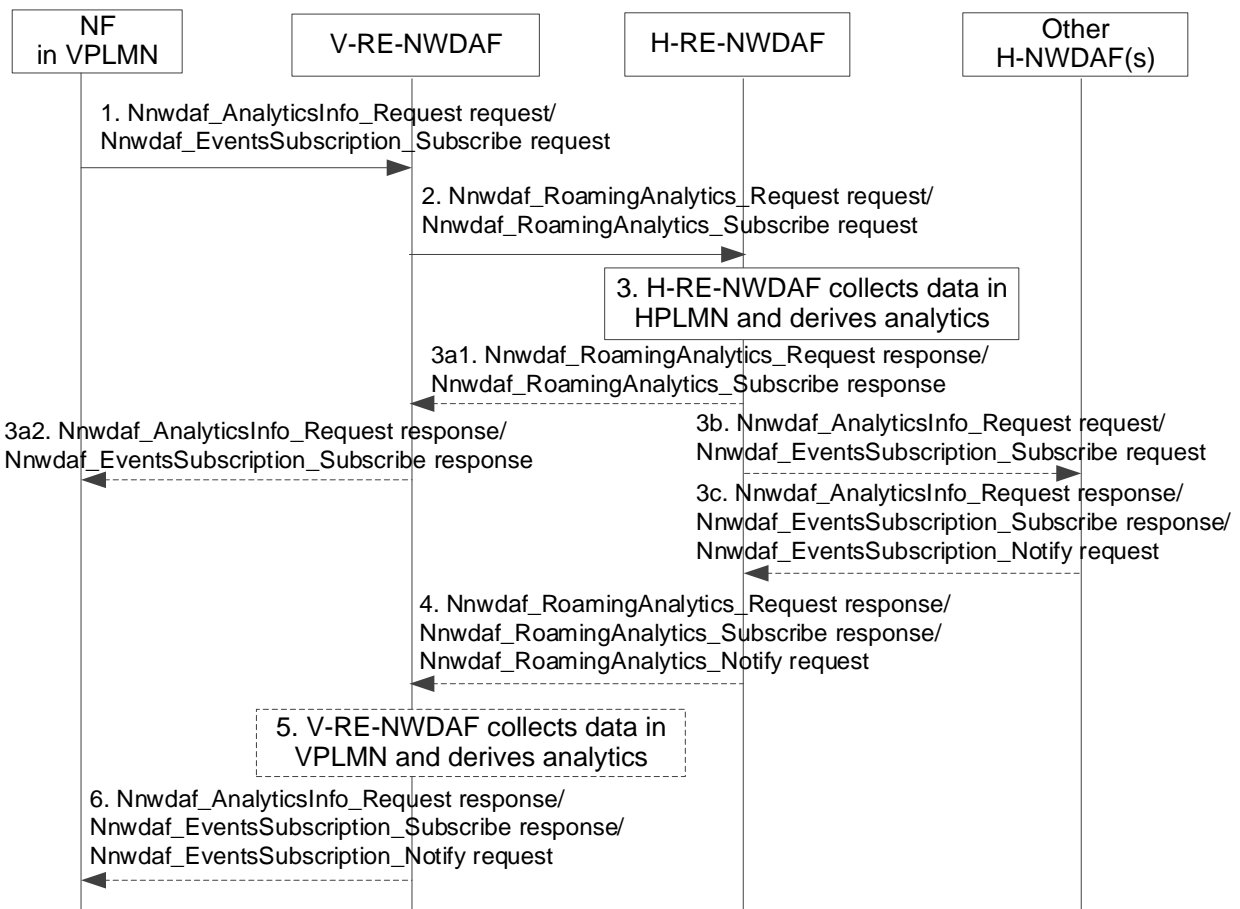 NF
in VPLMN
V-RE-NWDAF
H-RE-NWDAF
Other
H-NWDAF(s)
1. Nnwdaf_AnalyticsInfo_Request request/
Nnwdaf_EventsSubscription_Subscribe request
2. Nnwdaf_RoamingAnalytics_Request request/
Nnwdaf_RoamingAnalytics_Subscribe request
3. H-RE-NWDAF collects data in
HPLMN and derives analytics
3a1. Nnwdaf_RoamingAnalytics_Request response/
Nnwdaf_RoamingAnalytics_Subscribe response
3a2. Nnwdaf_AnalyticsInfo_Request response/
Nnwdaf_EventsSubscription_Subscribe response
3b. Nnwdaf_AnalyticsInfo_Request request/
Nnwdaf_EventsSubscription_Subscribe request
3c. Nnwdaf_AnalyticsInfo_Request response/
Nnwdaf_EventsSubscription_Subscribe response/
Nnwdaf_EventsSubscription_Notify request
4. Nnwdaf_RoamingAnalytics_Request response/
Nnwdaf_RoamingAnalytics_Subscribe response/
Nnwdaf_RoamingAnalytics_Notify request
5. V-RE-NWDAF collects data in
VPLMN and derives analytics
6. Nnwdaf_AnalyticsInfo_Request response/
Nnwdaf_EventsSubscription_Subscribe response/
Nnwdaf_EventsSubscription_Notify request